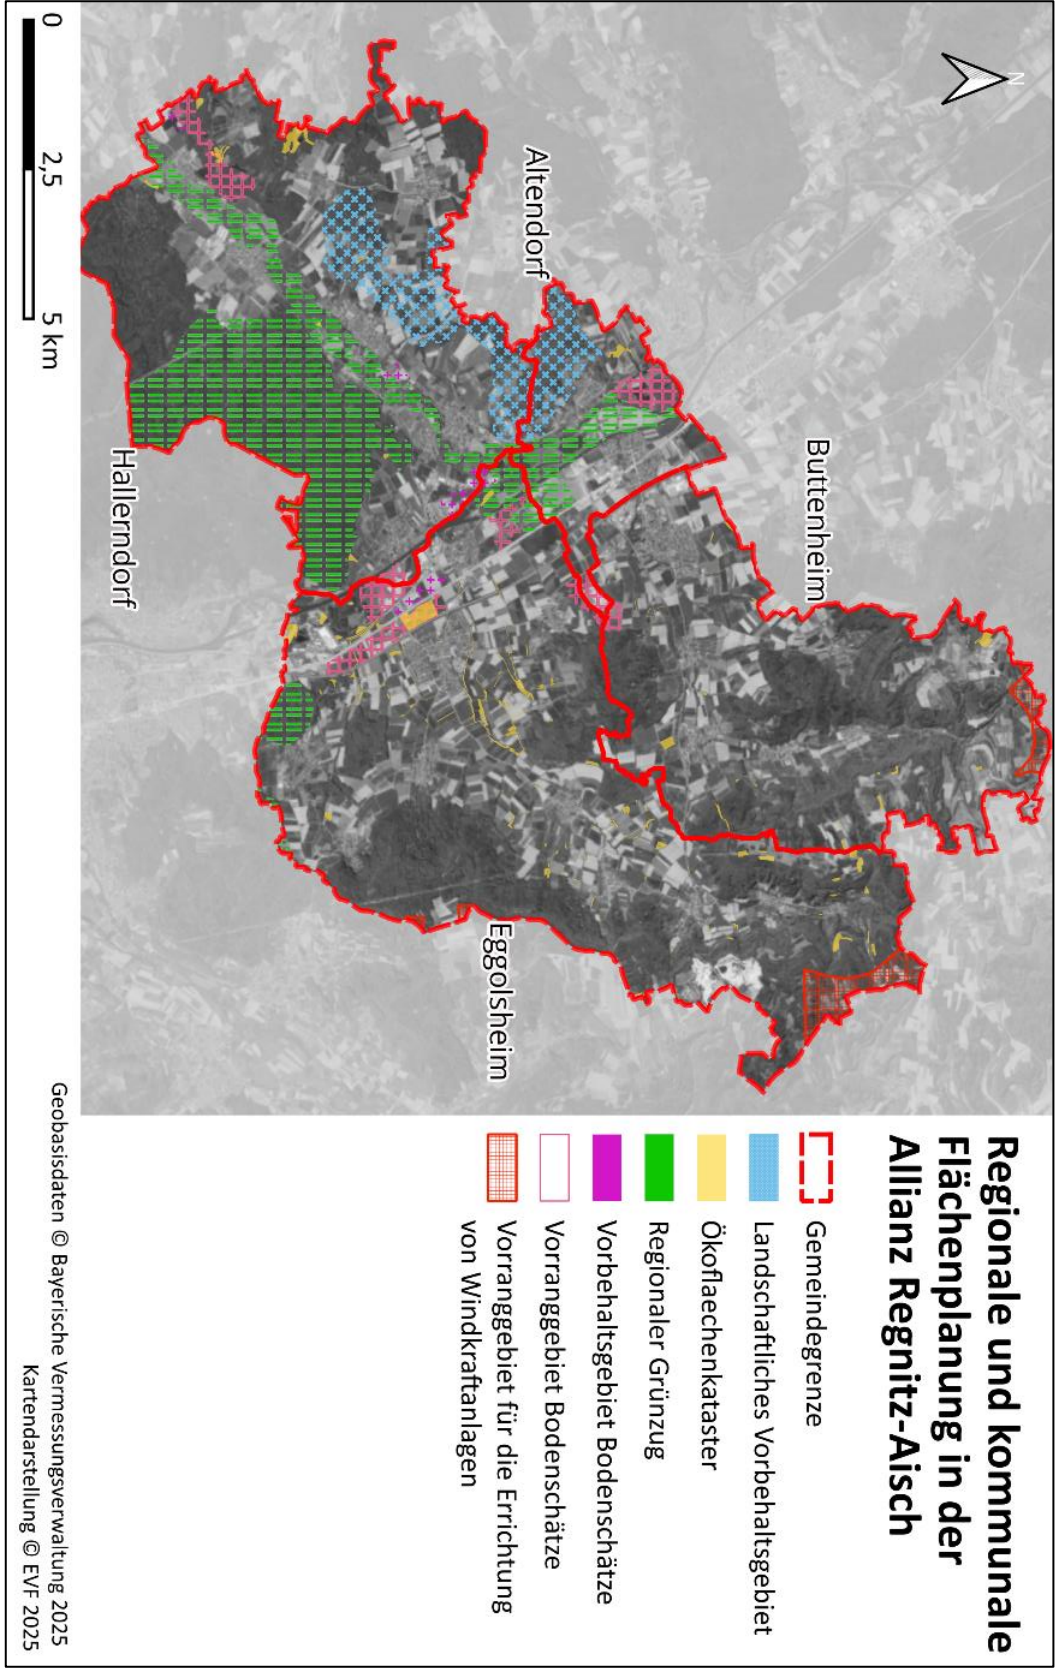 Regionale und kommunale
Flächenplanung in der
Allianz Regnitz-Aisch
Gemeindegrenze
Landschaftliches Vorbehaltsgebiet
Ökoflaechenkataster
Regionaler Grünzug
Vorbehaltsgebiet Bodenschätze
Vorranggebiet Bodenschätze
Vorranggebiet für die Errichtung
von Windkraftanlagen
N
Buttenheim
Altendorf
Eggolsheim
Hallerndorf
0 2,5 5 km
Geobasisdaten © Bayerische Vermessungsverwaltung 2025
Kartendarstellung © EVF 2025